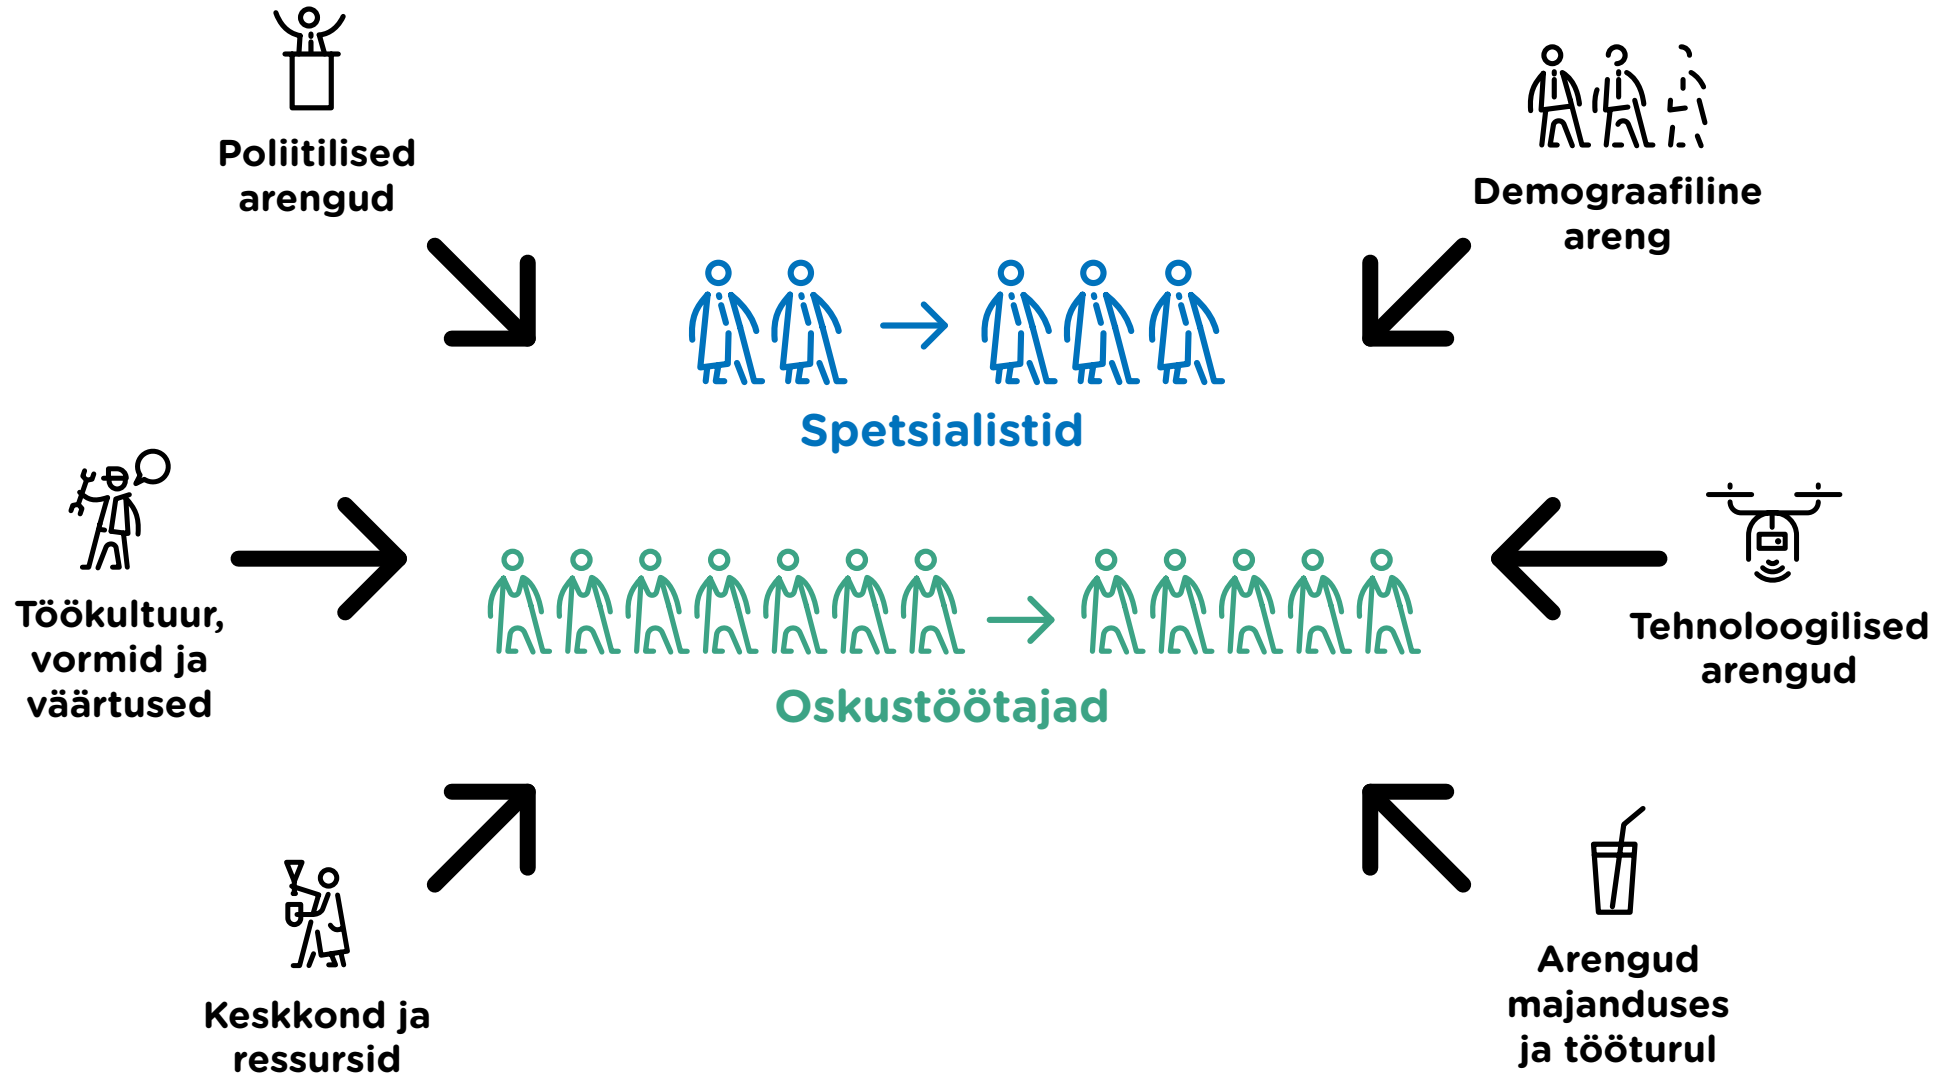 Poliitilised
arengud
Demograafiline
areng
Spetsialistid
Töökultuur,
vormid ja
väärtused
Tehnoloogilised
arengud
Oskustöötajad
Keskkond ja
ressursid
Arengud
majanduses
ja tööturul